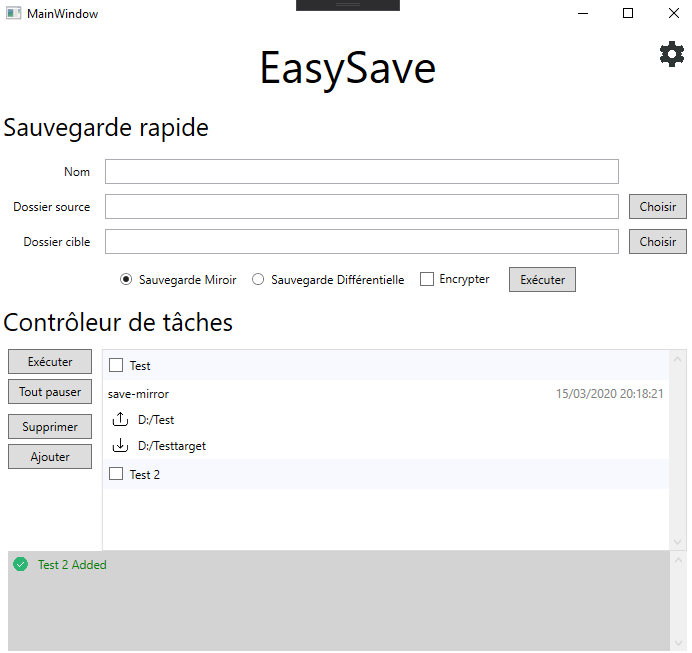 MainWindow
EasySave
Sauvegarde rapide
Nom
Dossier source Choisir
Dossier cible Choisir
Sauvegarde Miroir Sauvegarde Différentielle Encrypter Exécuter
Contrôleur de tâches
Exécuter
Tout pauser
Supprimer
Ajouter
Test
save-mirror 15/03/2020 20:18:21
D:/Test
D:/Testtarget
Test 2
Test 2 Added